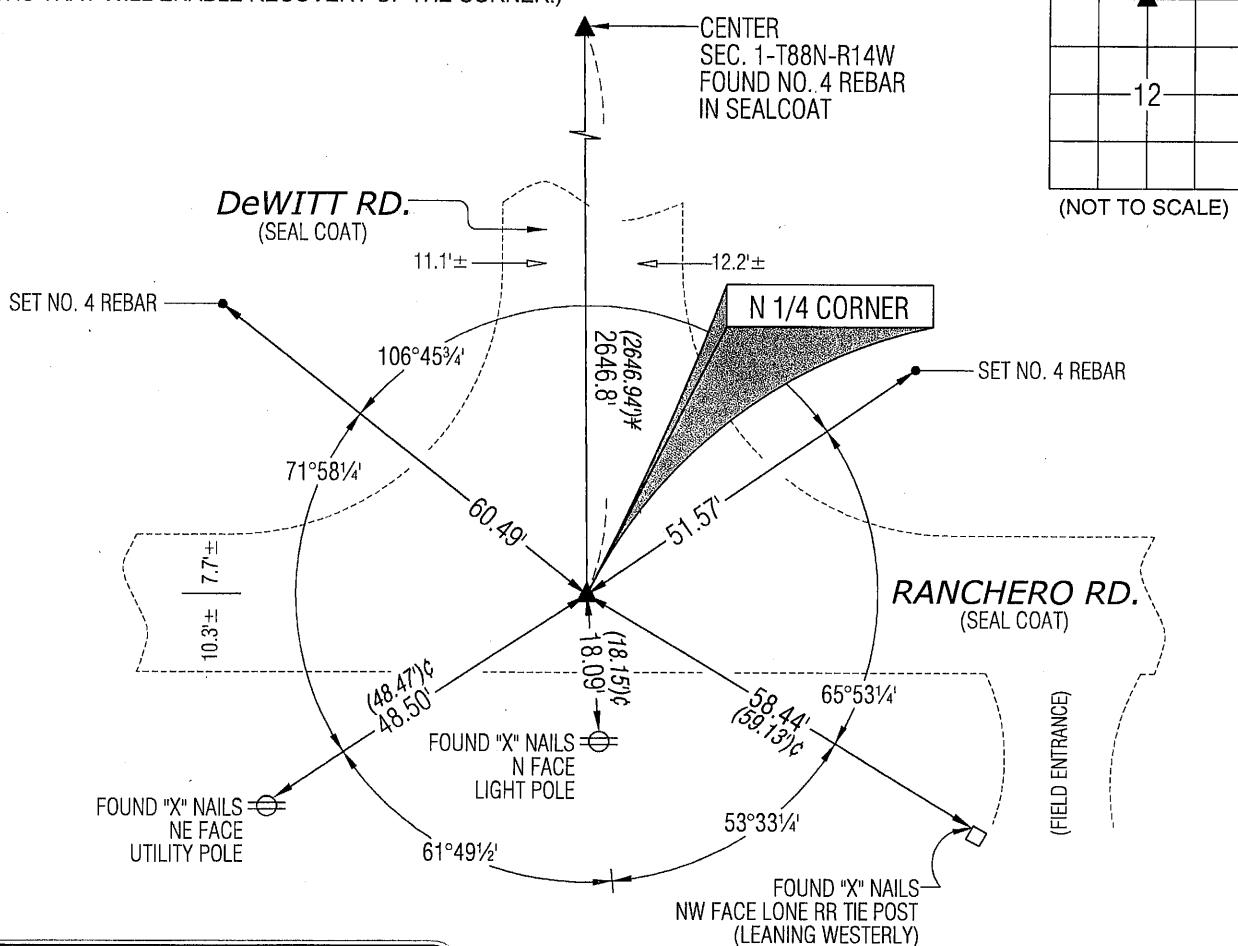 CENTER
SEC. 1-T88N-R14W
FOUND NO. 4 REBAR
IN SEALCOAT
12
(NOT TO SCALE)
DeWITT RD.
(SEAL COAT)
11.1'±
12.2'±
SET NO. 4 REBAR
N 1/4 CORNER
(2646.94')¥
2646.8'
106°45¾'
SET NO. 4 REBAR
71°58¼'
60.49'
51.57'
7.7'±
10.3'±
RANCHERO RD.
(SEAL COAT)
(48.47')¢
48.50'
(18.15')¢
18.09'
58.44'
(59.13')¢
65°53¼'
(FIELD ENTRANCE)
FOUND "X" NAILS
N FACE
LIGHT POLE
FOUND "X" NAILS
NE FACE
UTILITY POLE
61°49½'
53°33¼'
FOUND "X" NAILS
NW FACE LONE RR TIE POST
(LEANING WESTERLY)